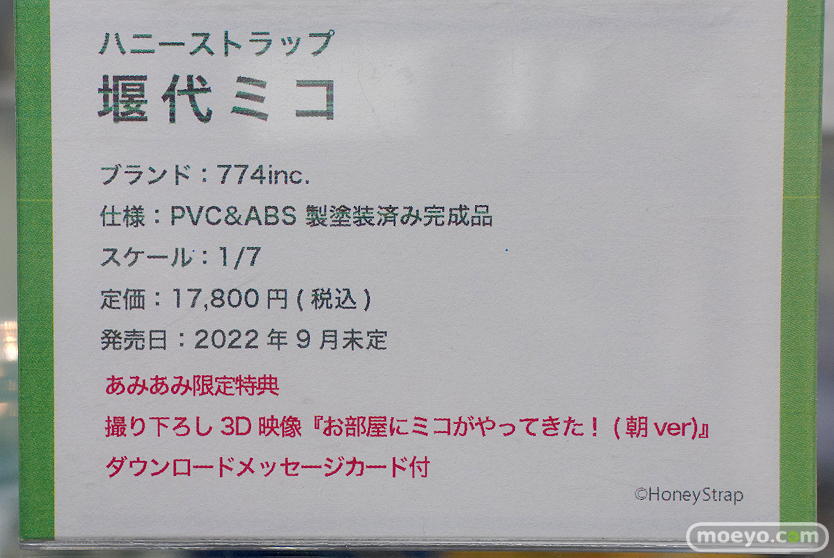 ハニーストラップ
堰代ミコ
ブランド：774inc.
仕様：PVC&ABS 製塗装済み完成品
スケール：1/7
定価：17,800円 ( 税込 )
発売日：2022 年 9 月未定
あみあみ限定特典
撮り下ろし 3D 映像『お部屋にミコがやってきた！ ( 朝 ver)』
ダウンロードメッセージカード付
©HoneyStrap
moeyo.com